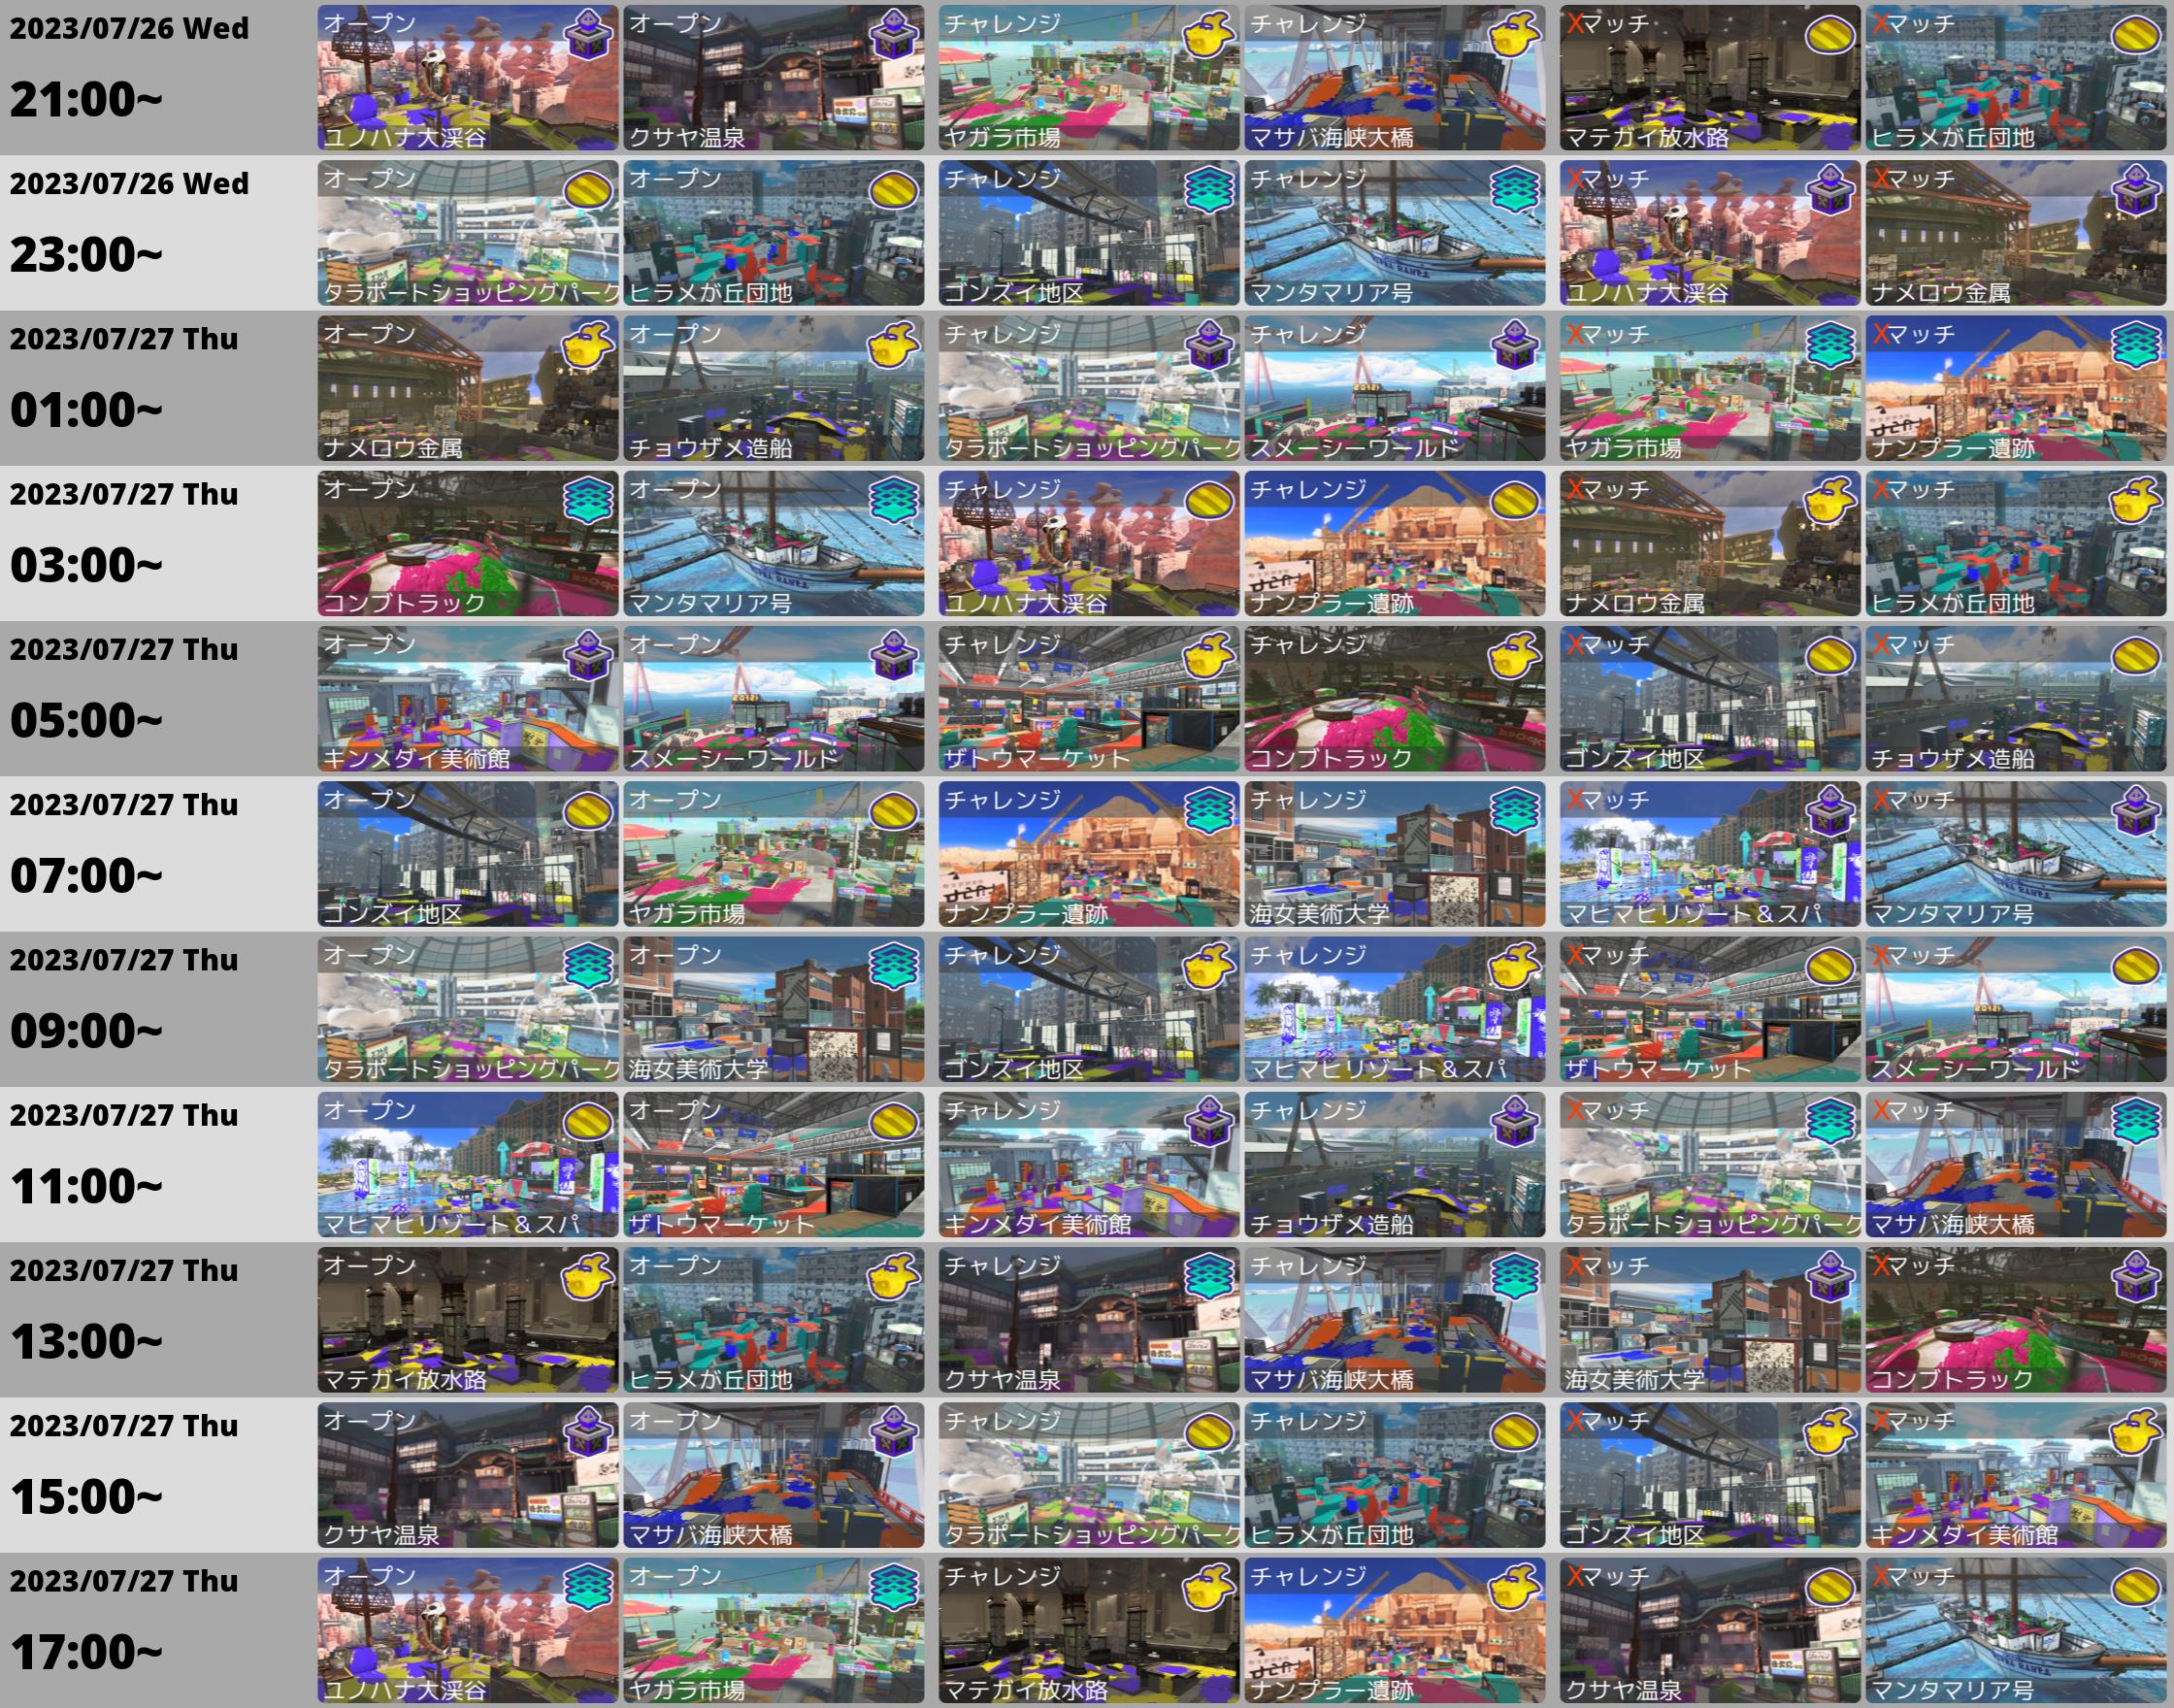 2023/07/26 Wed
21:00~
オープン
ユノハナ大渓谷
オープン
クサヤ温泉
チャレンジ
ヤガラ市場
チャレンジ
マサバ海峡大橋
Xマッチ
マテガイ放水路
Xマッチ
ヒラメが丘団地
2023/07/26 Wed
23:00~
オープン
タラポートショッピングパーク
オープン
ヒラメが丘団地
チャレンジ
ゴンズイ地区
チャレンジ
マンタマリア号
Xマッチ
ユノハナ大渓谷
Xマッチ
ナメロウ金属
2023/07/27 Thu
01:00~
オープン
ナメロウ金属
オープン
チョウザメ造船
チャレンジ
タラポートショッピングパーク
チャレンジ
スメーシーワールド
Xマッチ
ヤガラ市場
Xマッチ
ナンプラー遺跡
2023/07/27 Thu
03:00~
オープン
コンブトラック
オープン
マンタマリア号
チャレンジ
ユノハナ大渓谷
チャレンジ
ナンプラー遺跡
Xマッチ
ナメロウ金属
Xマッチ
ヒラメが丘団地
2023/07/27 Thu
05:00~
オープン
キンメダイ美術館
オープン
スメーシーワールド
チャレンジ
ザトウマーケット
チャレンジ
コンブトラック
Xマッチ
ゴンズイ地区
Xマッチ
チョウザメ造船
2023/07/27 Thu
07:00~
オープン
ゴンズイ地区
オープン
ヤガラ市場
チャレンジ
ナンプラー遺跡
チャレンジ
海女美術大学
Xマッチ
マヒマヒリゾート＆スパ
Xマッチ
マンタマリア号
2023/07/27 Thu
09:00~
オープン
タラポートショッピングパーク
オープン
海女美術大学
チャレンジ
ゴンズイ地区
チャレンジ
マヒマヒリゾート＆スパ
Xマッチ
ザトウマーケット
Xマッチ
スメーシーワールド
2023/07/27 Thu
11:00~
オープン
マヒマヒリゾート＆スパ
オープン
ザトウマーケット
チャレンジ
キンメダイ美術館
チャレンジ
チョウザメ造船
Xマッチ
タラポートショッピングパーク
Xマッチ
マサバ海峡大橋
2023/07/27 Thu
13:00~
オープン
マテガイ放水路
オープン
ヒラメが丘団地
チャレンジ
クサヤ温泉
チャレンジ
マサバ海峡大橋
Xマッチ
海女美術大学
Xマッチ
コンブトラック
2023/07/27 Thu
15:00~
オープン
クサヤ温泉
オープン
マサバ海峡大橋
チャレンジ
タラポートショッピングパーク
チャレンジ
ヒラメが丘団地
Xマッチ
ゴンズイ地区
Xマッチ
キンメダイ美術館
2023/07/27 Thu
17:00~
オープン
ユノハナ大渓谷
オープン
ヤガラ市場
チャレンジ
マテガイ放水路
チャレンジ
ナンプラー遺跡
Xマッチ
クサヤ温泉
Xマッチ
マンタマリア号